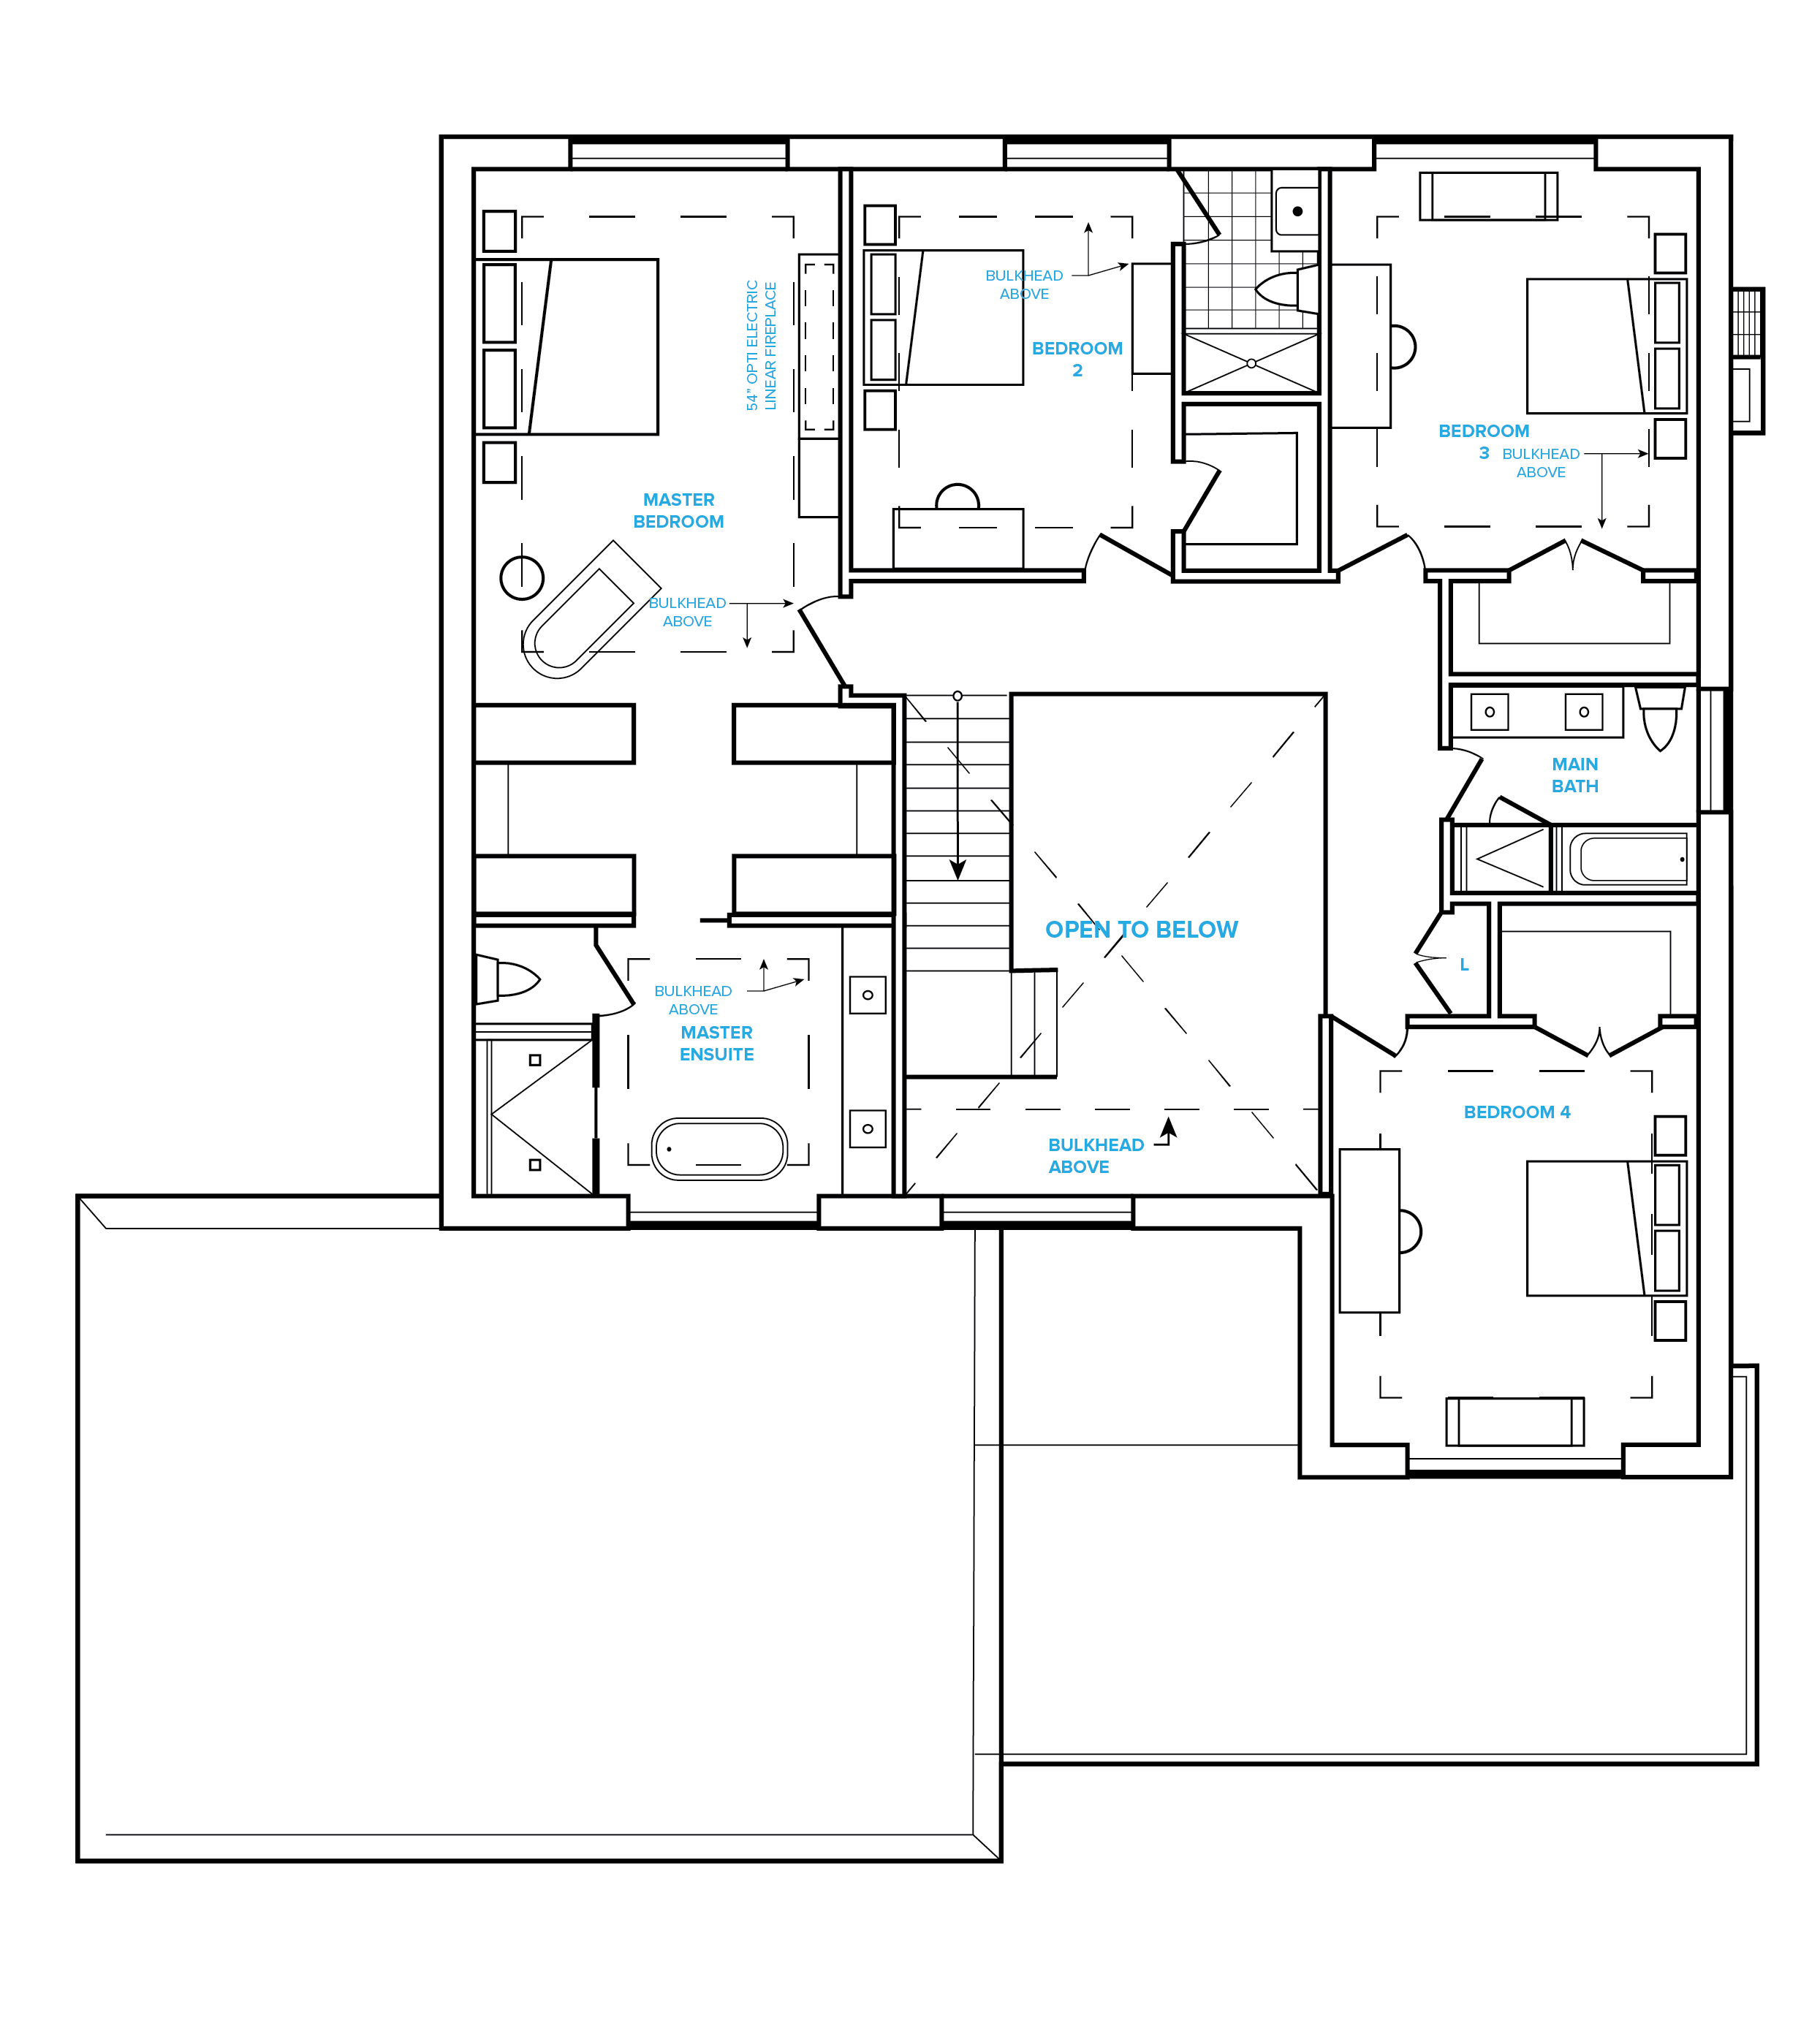 BULKHEAD
ABOVE
54" OPTI ELECTRIC
LINEAR FIREPLACE
BEDROOM
2
BEDROOM
3
BULKHEAD
ABOVE
MASTER
BEDROOM
BULKHEAD
ABOVE
MAIN
BATH
OPEN TO BELOW
L
BULKHEAD
ABOVE
MASTER
ENSUITE
BEDROOM 4
BULKHEAD
ABOVE